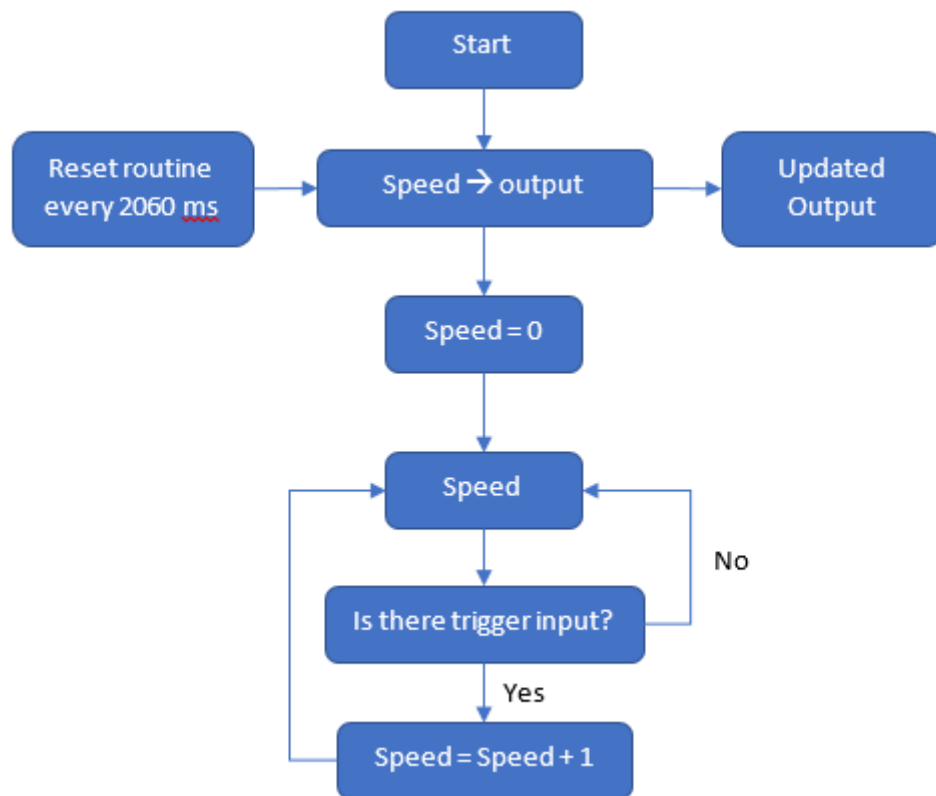 Start
Reset routine
every 2060 ms
Speed → output
Updated
Output
Speed = 0
Speed
No
Is there trigger input?
Yes
Speed = Speed + 1